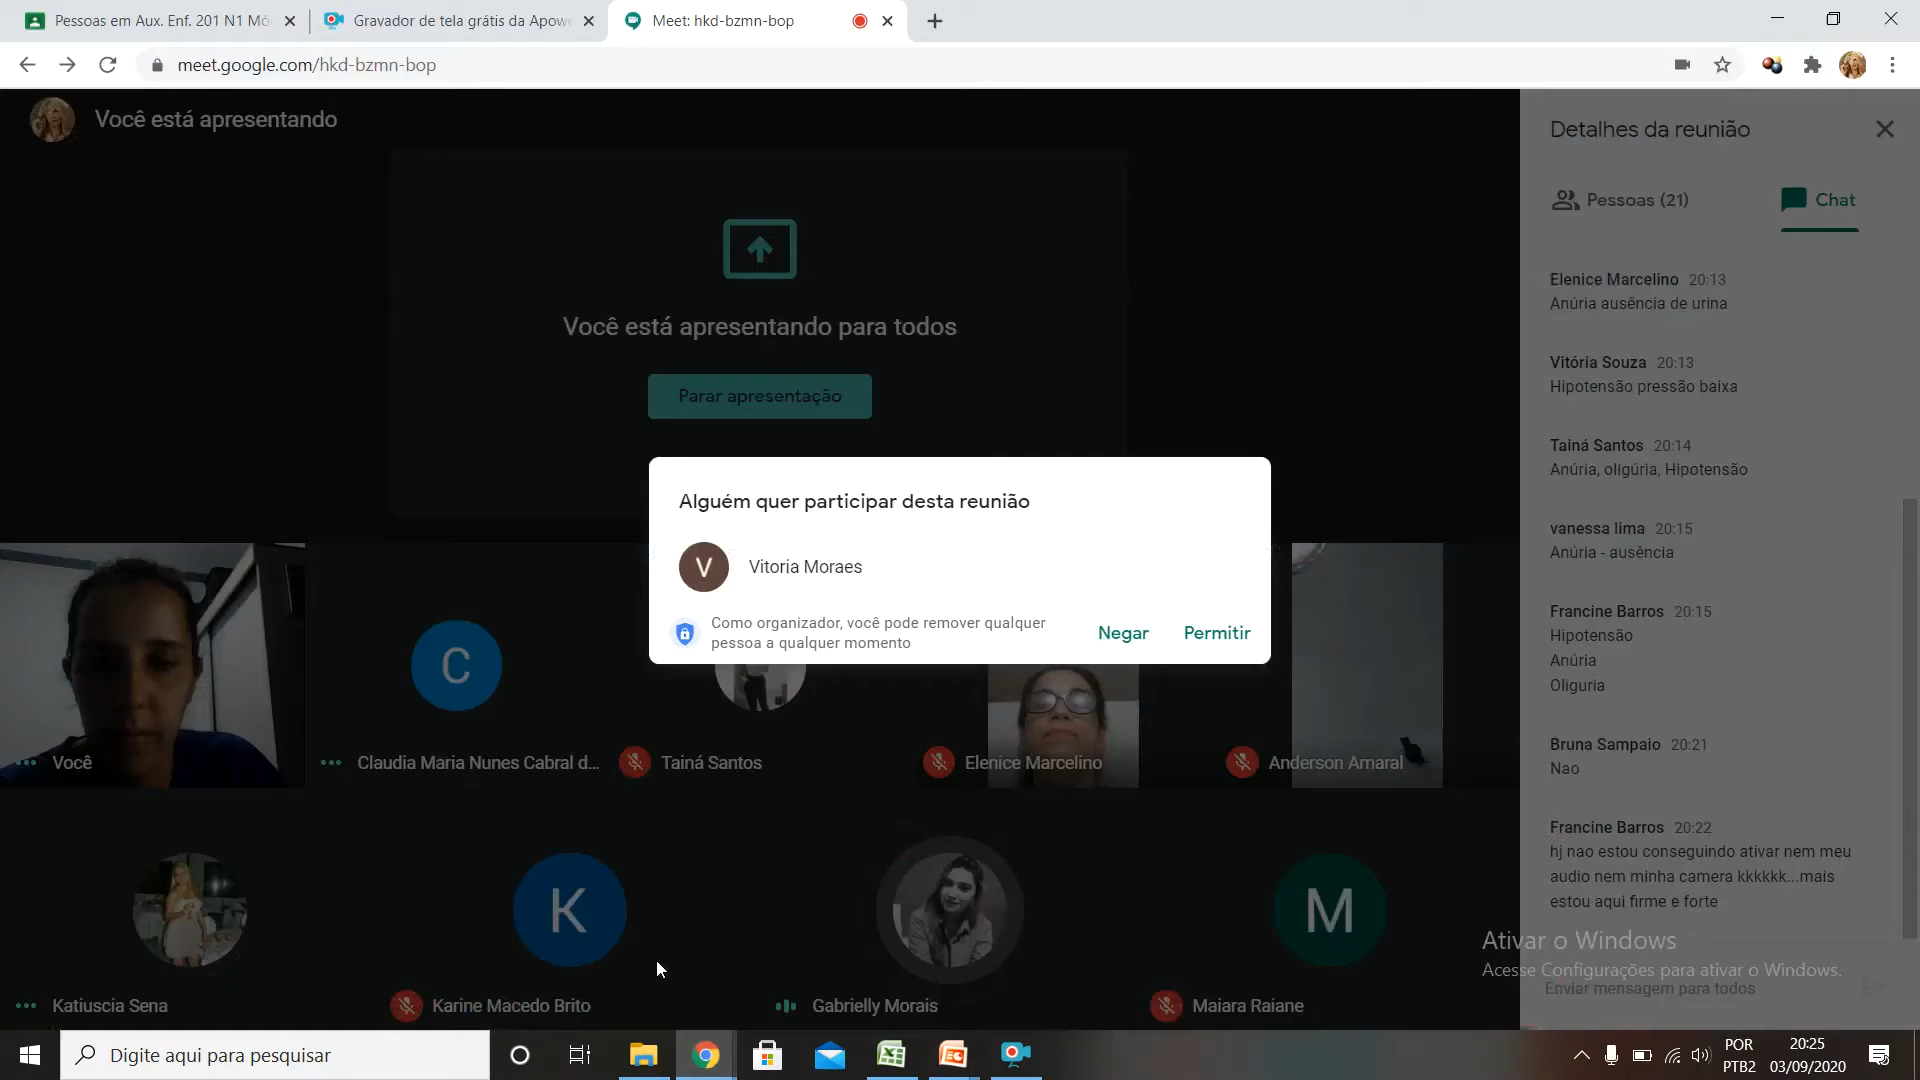 Pessoas em Aux. Enf. 201 N1 Mó
Gravador de tela grátis da Apowe
Meet: hkd-bzmn-bop
meet.google.com/hkd-bzmn-bop
Você está apresentando
Você está apresentando para todos
Parar apresentação
Alguém quer participar desta reunião
V
Vitoria Moraes
Como organizador, você pode remover qualquer
pessoa a qualquer momento
Negar
Permitir
Você
C
Claudia Maria Nunes Cabral d...
Tainá Santos
Elenice Marcelino
Anderson Amaral
Katiuscia Sena
K
Karine Macedo Brito
Gabrielly Morais
M
Maiara Raiane
Detalhes da reunião
Pessoas (21)
Chat
Elenice Marcelino 20:13
Anúria ausência de urina
Vitória Souza 20:13
Hipotensão pressão baixa
Tainá Santos 20:14
Anúria, oligúria, Hipotensão
vanessa lima 20:15
Anúria - ausência
Francine Barros 20:15
Hipotensão
Anúria
Oliguria
Bruna Sampaio 20:21
Nao
Francine Barros 20:22
hj nao estou conseguindo ativar nem meu
audio nem minha camera kkkkkk...mais
estou aqui firme e forte
Ativar o Windows
Acesse Configurações para ativar o Windows.
Enviar mensagem para todos
Digite aqui para pesquisar
POR
PTB2
20:25
03/09/2020